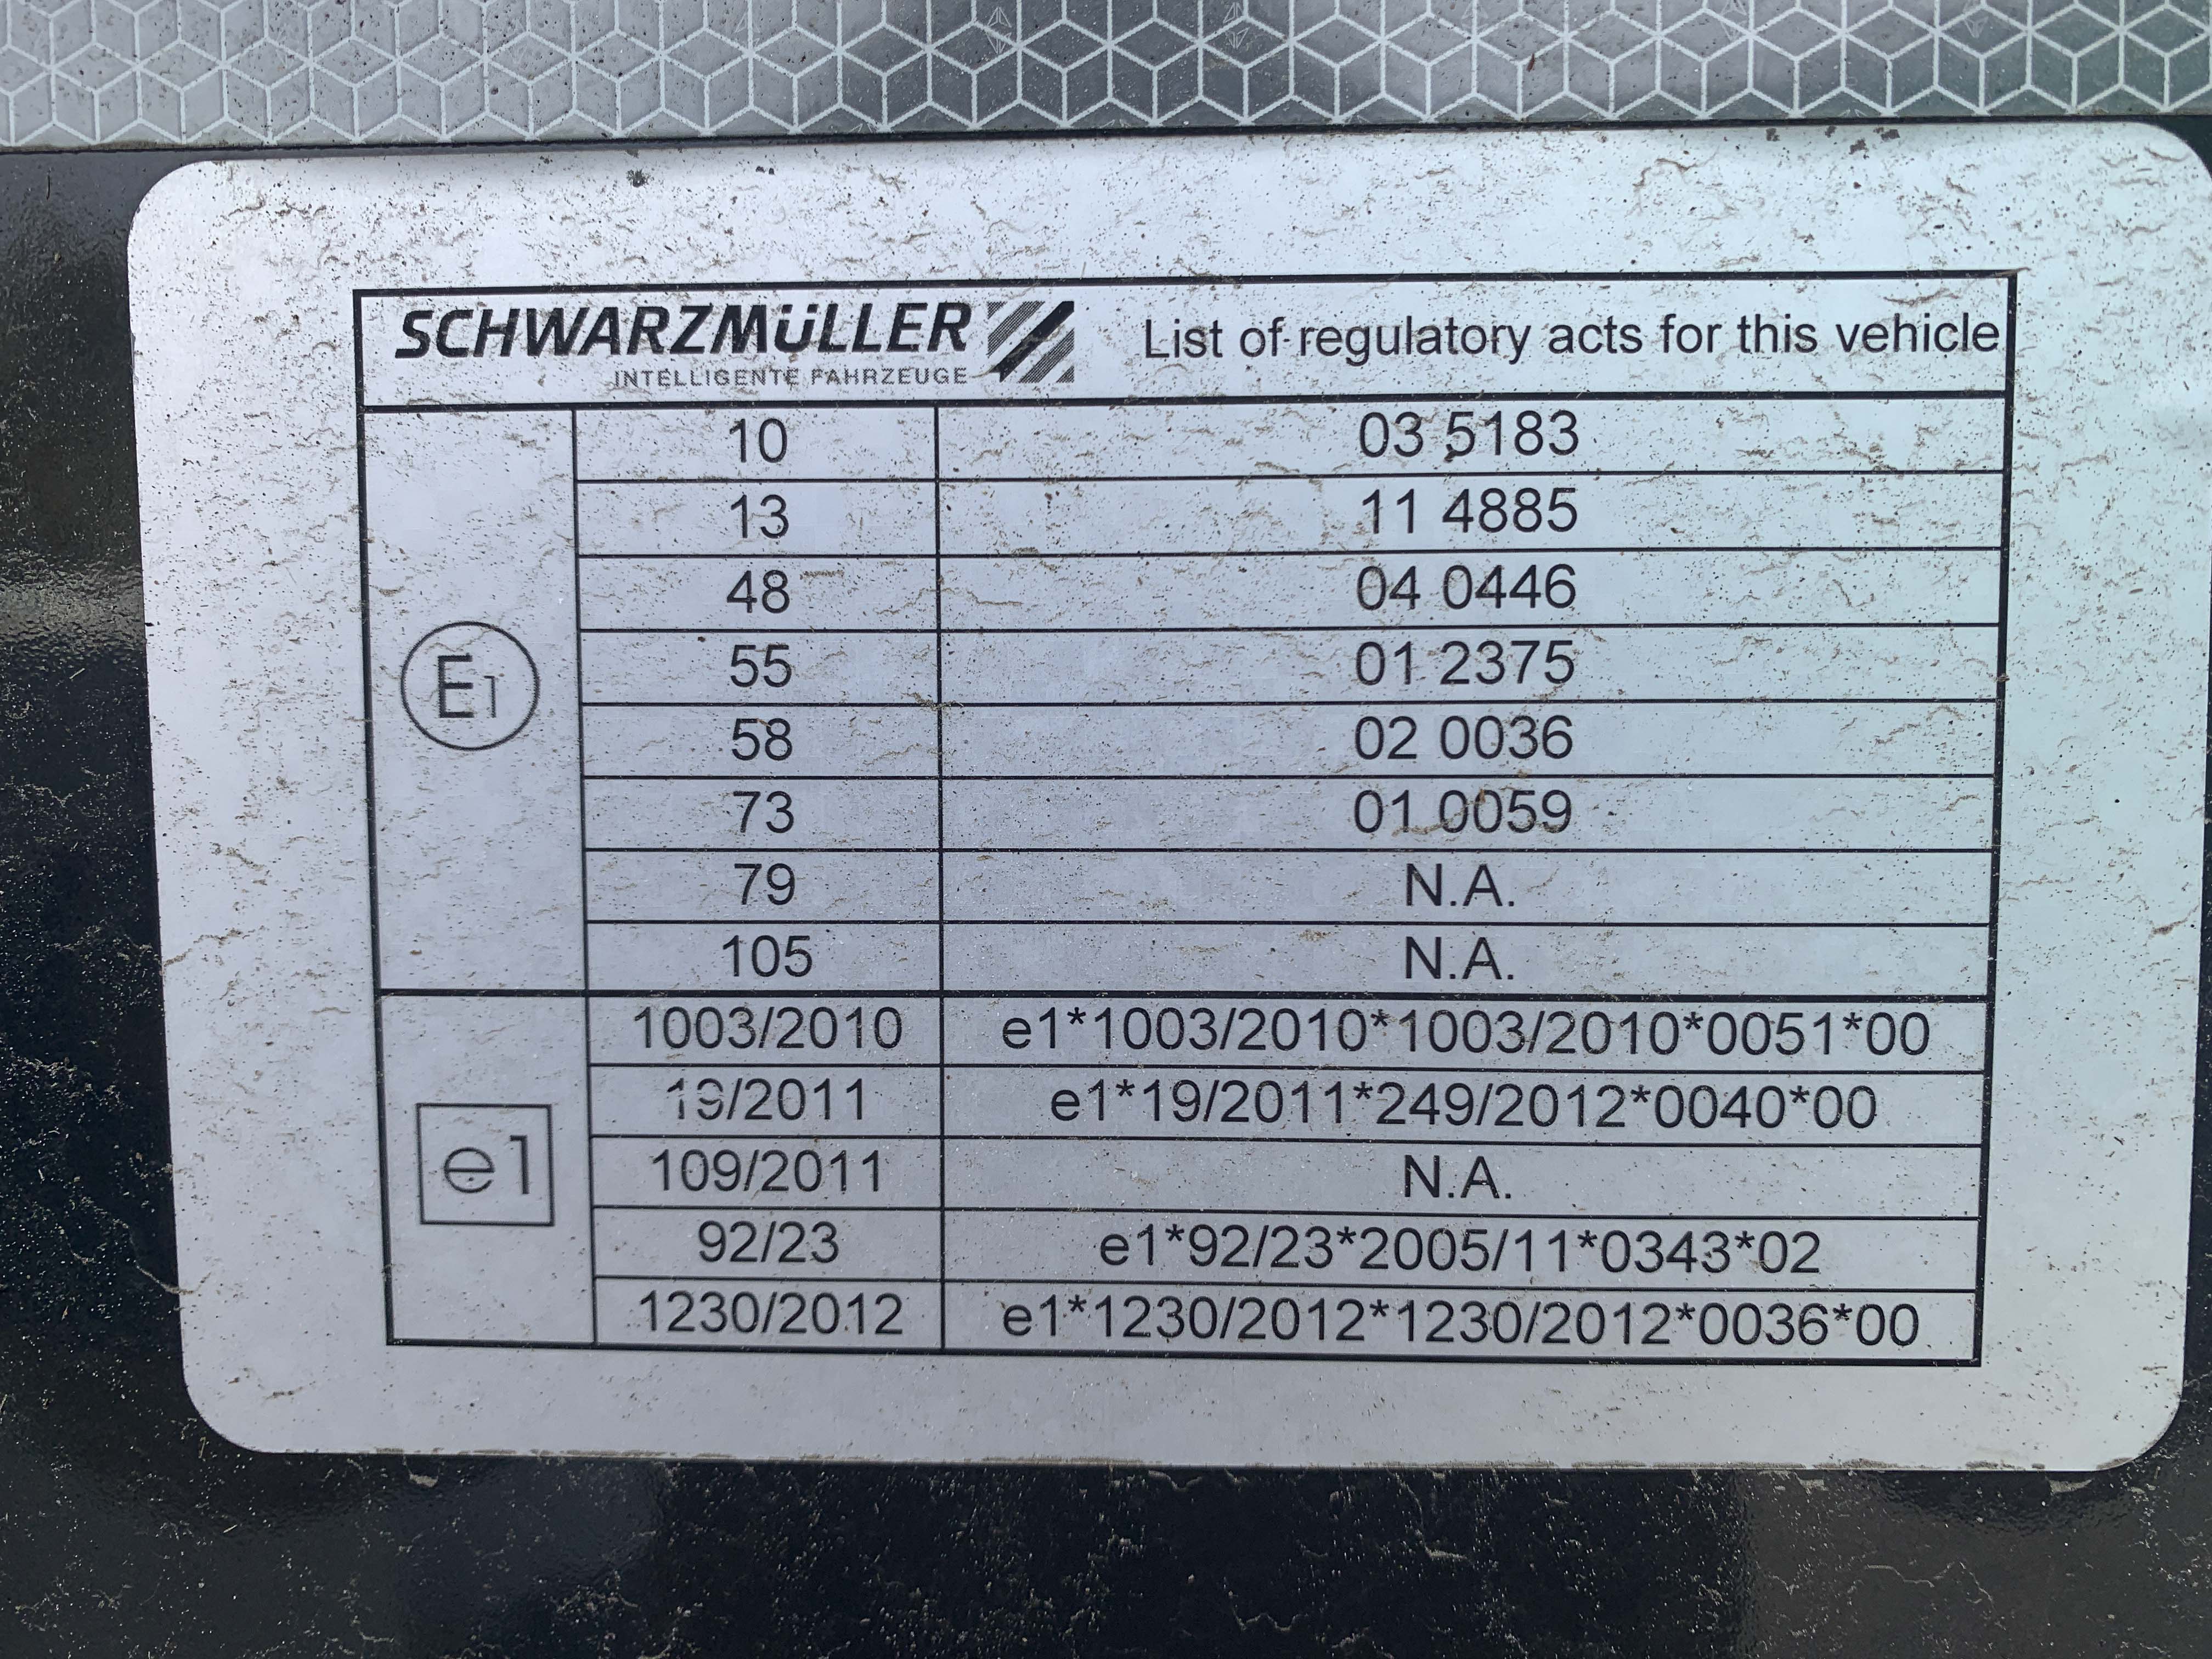 SCHWARZMÜLLER
INTELLIGENTE FAHRZEUGE
List of regulatory acts for this vehicle
E1
10 03 5183
13 11 4885
48 04 0446
55 01 2375
58 02 0036
73 01 0059
79 N.A.
105 N.A.
e1
1003/2010 e1*1003/2010*1003/2010*0051*00
19/2011 e1*19/2011*249/2012*0040*00
109/2011 N.A.
92/23 e1*92/23*2005/11*0343*02
1230/2012 e1*1230/2012*1230/2012*0036*00